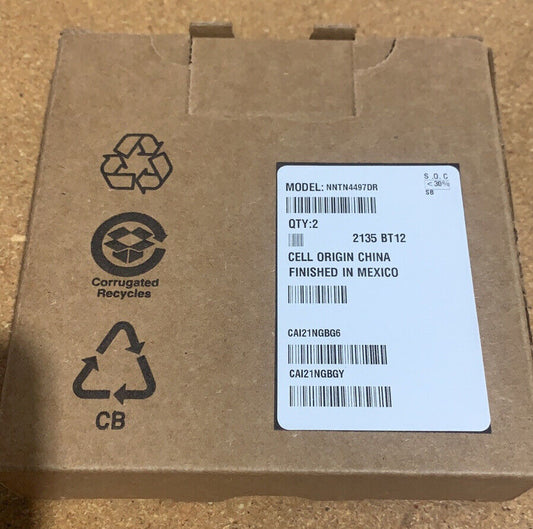 Corrugated
Recycles
CB
MODEL: NNTN4497DR
S.O.C
<30%
SB
QTY:2
2135 BT12
CELL ORIGIN CHINA
FINISHED IN MEXICO
CAI21NGBG6
CAI21NGBGY